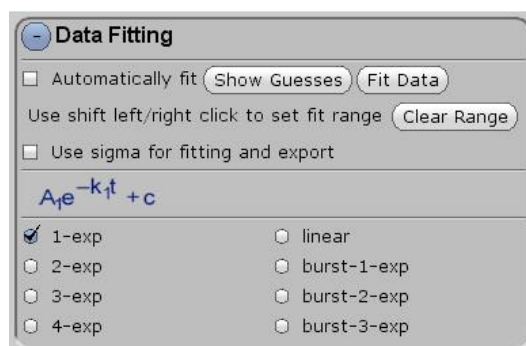 - Data Fitting
Automatically fit Show Guesses Fit Data
Use shift left/right click to set fit range Clear Range
Use sigma for fitting and export
A₁e⁻ᵏ¹ᵗ + c
1-exp linear
2-exp burst-1-exp
3-exp burst-2-exp
4-exp burst-3-exp